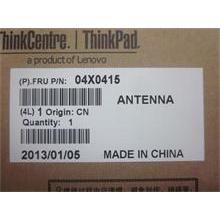 ThinkCentre. | ThinkPad.
a product of Lenovo
(P).FRU P/N: 04X0415
ANTENNA
(4L) 1 Origin: CN
Quantity: 1
2013/01/05 MADE IN CHINA